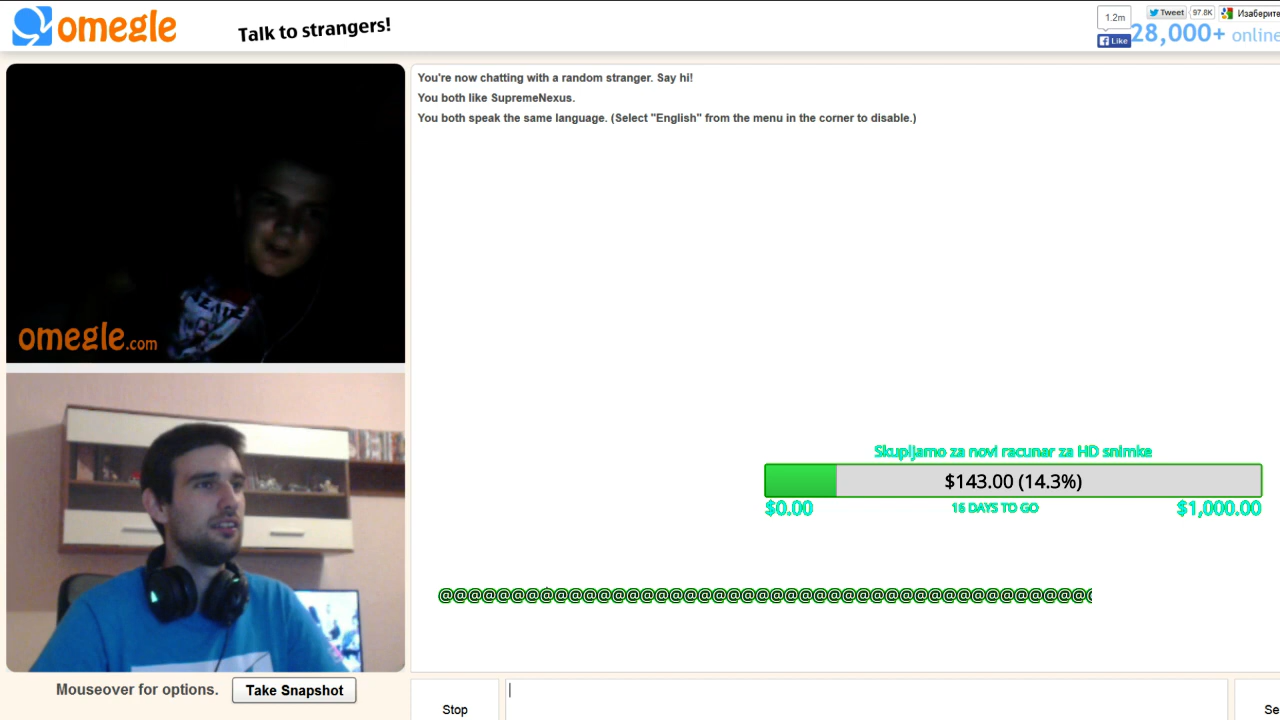 omegle
Talk to strangers!
1.2m
Like
Tweet
97.8K
Изаберите
28,000+ online
You're now chatting with a random stranger. Say hi!
You both like SupremeNexus.
You both speak the same language. (Select "English" from the menu in the corner to disable.)
omegle.com
Skupljamo za novi racunar za HD snimke
$143.00 (14.3%)
$0.00
16 DAYS TO GO
$1,000.00
@@@@@@@@@@@@@@@@@@@@@@@@@@@@@@@@@@@@@@@@@@@@@
Mouseover for options.
Take Snapshot
Stop
Se